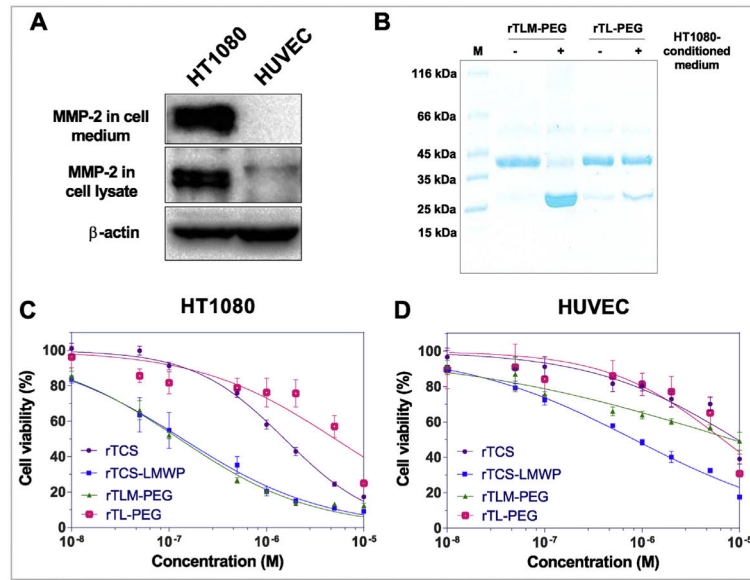 A
HT1080
HUVEC
MMP-2 in cell
medium
MMP-2 in
cell lysate
β-actin
B
rTLM-PEG
rTL-PEG
HT1080-
conditioned
medium
M
-
+
-
+
116 kDa
66 kDa
45 kDa
35 kDa
25 kDa
15 kDa
C
HT1080
Cell viability (%)
100
80
60
40
20
0
rTCS
rTCS-LMWP
rTLM-PEG
rTL-PEG
10-8
10-7
10-6
10-5
Concentration (M)
D
HUVEC
Cell viability (%)
100
80
60
40
20
0
rTCS
rTCS-LMWP
rTLM-PEG
rTL-PEG
10-8
10-7
10-6
10-5
Concentration (M)